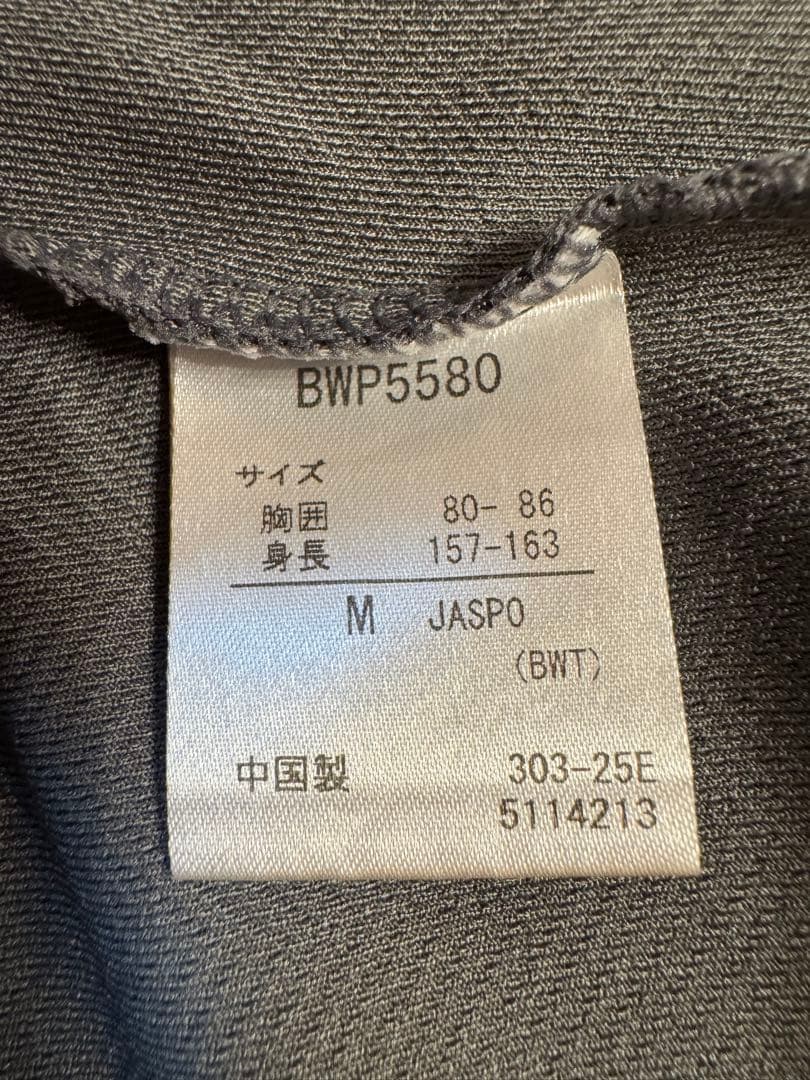 BWP5580
サイズ
胸囲 80- 86
身長 157-163
M JASPO
(BWT)
中国製 303-25E
5114213